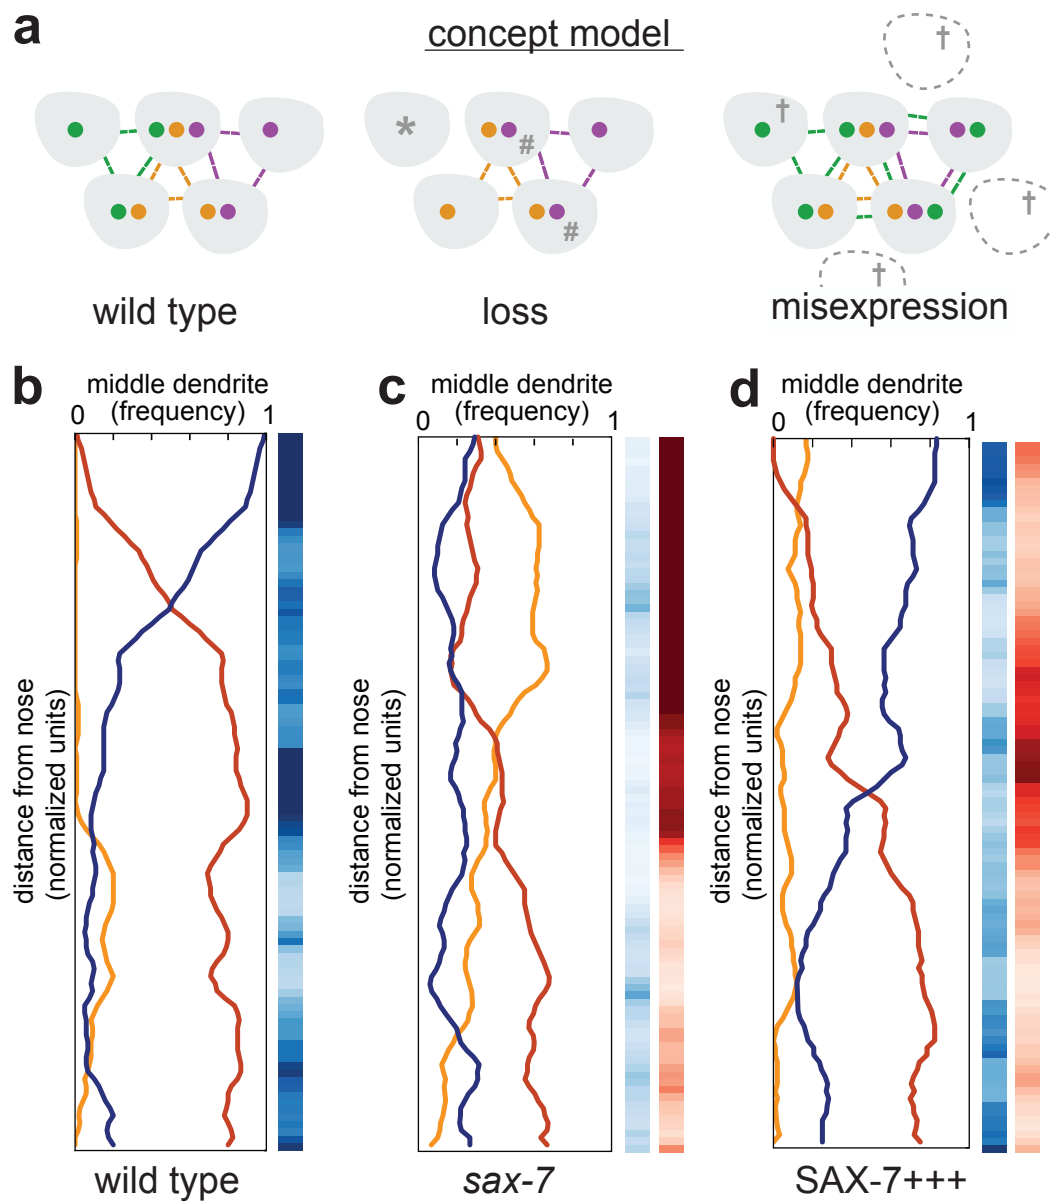 a
concept model
*
#
#
†
†
†
†
wild type
loss
misexpression
b
middle dendrite
(frequency)
0
1
distance from nose
(normalized units)
wild type
c
middle dendrite
(frequency)
0
1
distance from nose
(normalized units)
sax-7
d
middle dendrite
(frequency)
0
1
distance from nose
(normalized units)
SAX-7+++